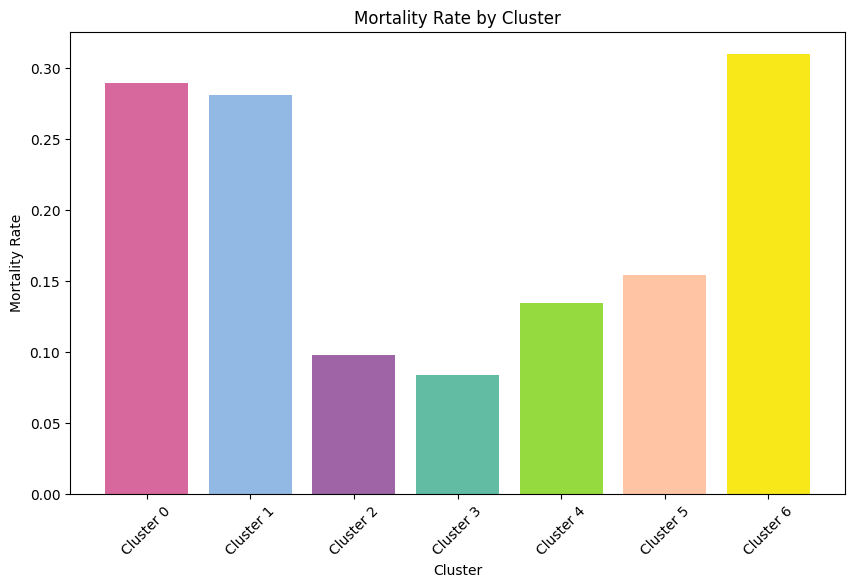 Mortality Rate by Cluster
Mortality Rate
0.30
0.25
0.20
0.15
0.10
0.05
0.00
Cluster 0
Cluster 1
Cluster 2
Cluster 3
Cluster 4
Cluster 5
Cluster 6
Cluster